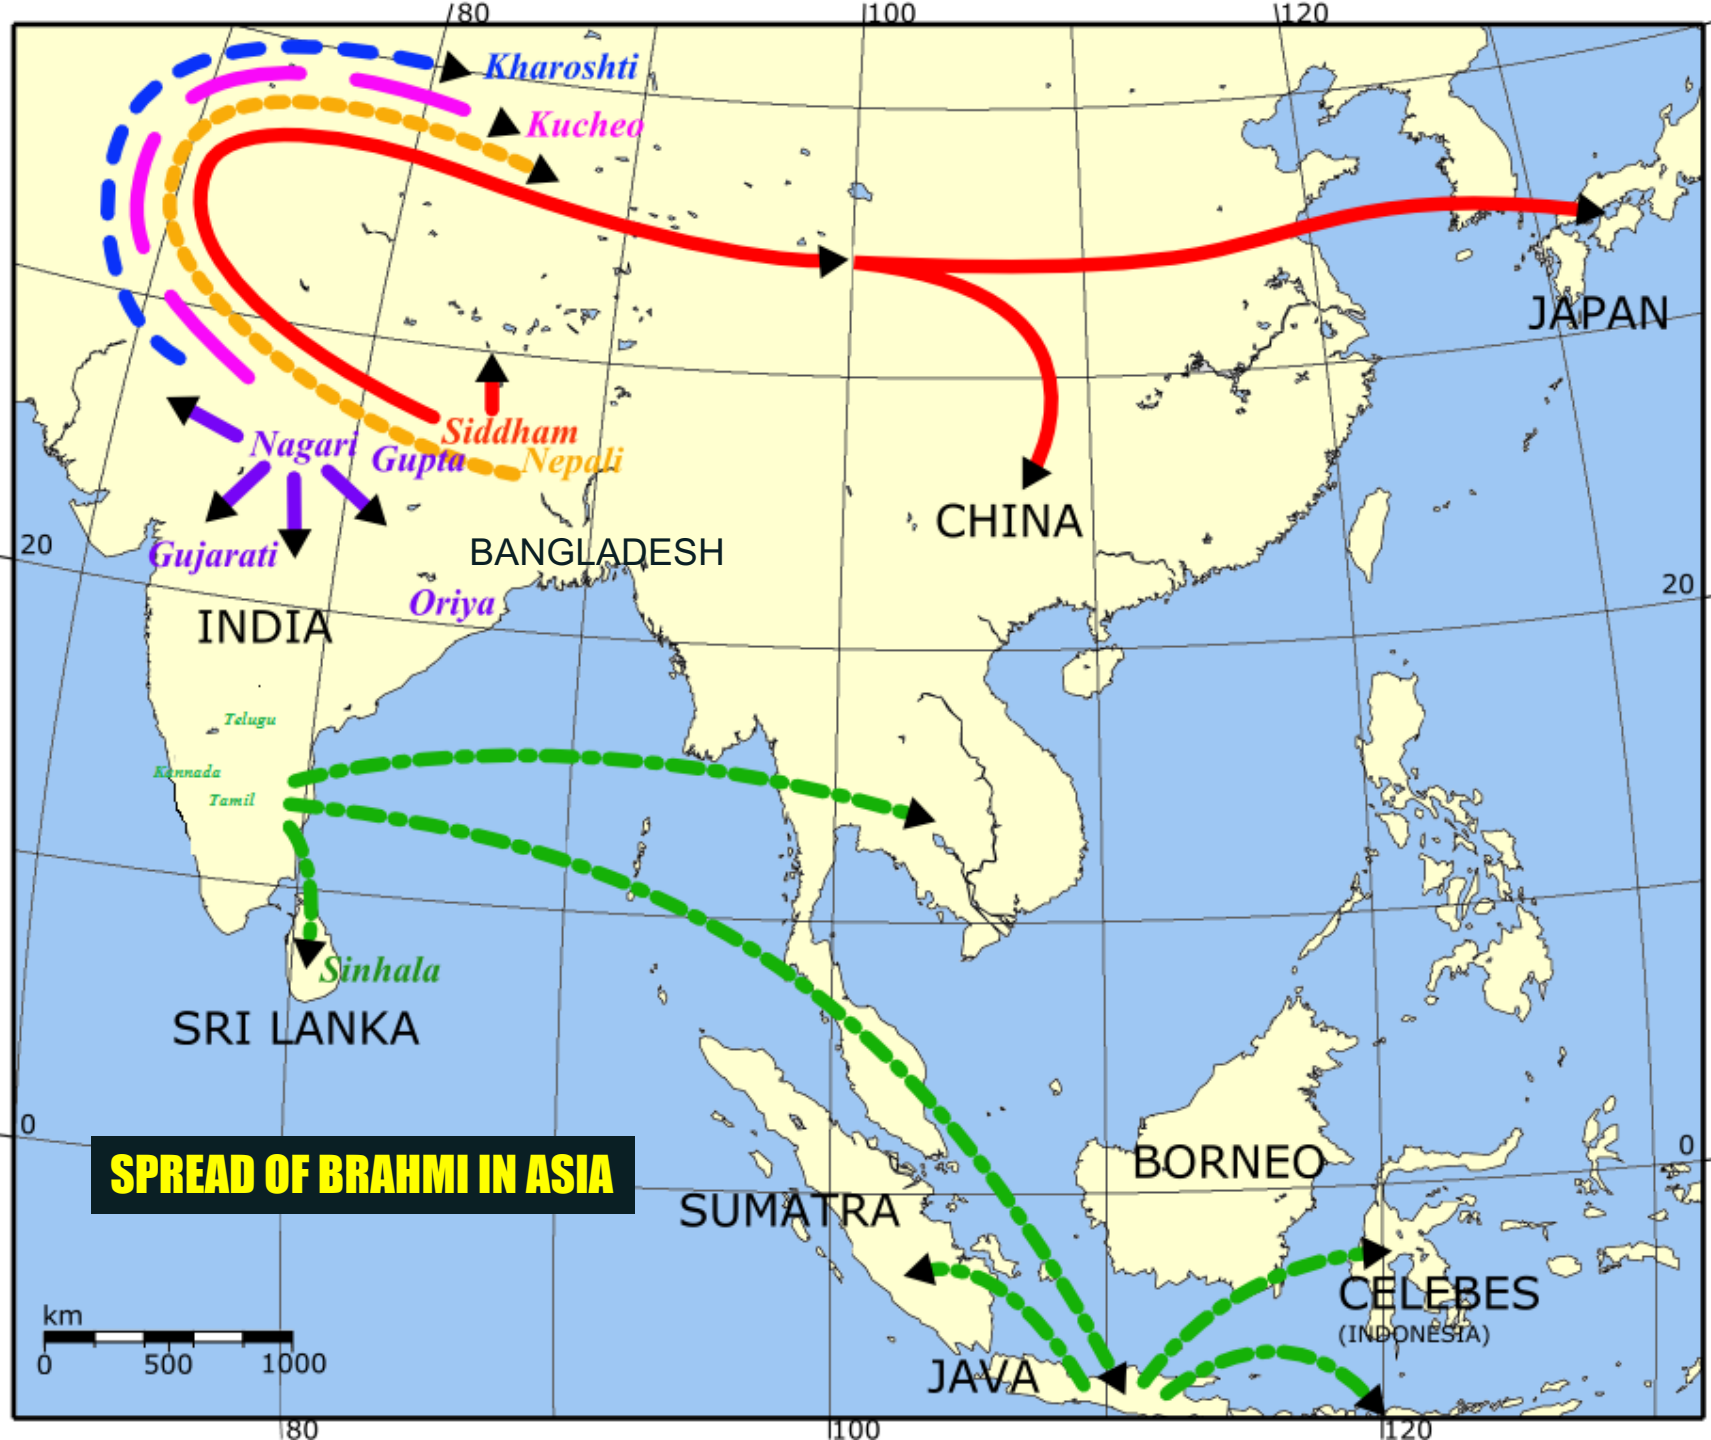 80
100
120
Kharoshti
Kucheo
JAPAN
Siddham
Nagari
Gupta
Nepali
CHINA
20
Gujarati
BANGLADESH
20
Oriya
INDIA
Telugu
Kannada
Tamil
Sinhala
SRI LANKA
0
0
SPREAD OF BRAHMI IN ASIA
BORNEO
SUMATRA
CELEBES
(INDONESIA)
km
0 500 1000
JAVA
80
100
120